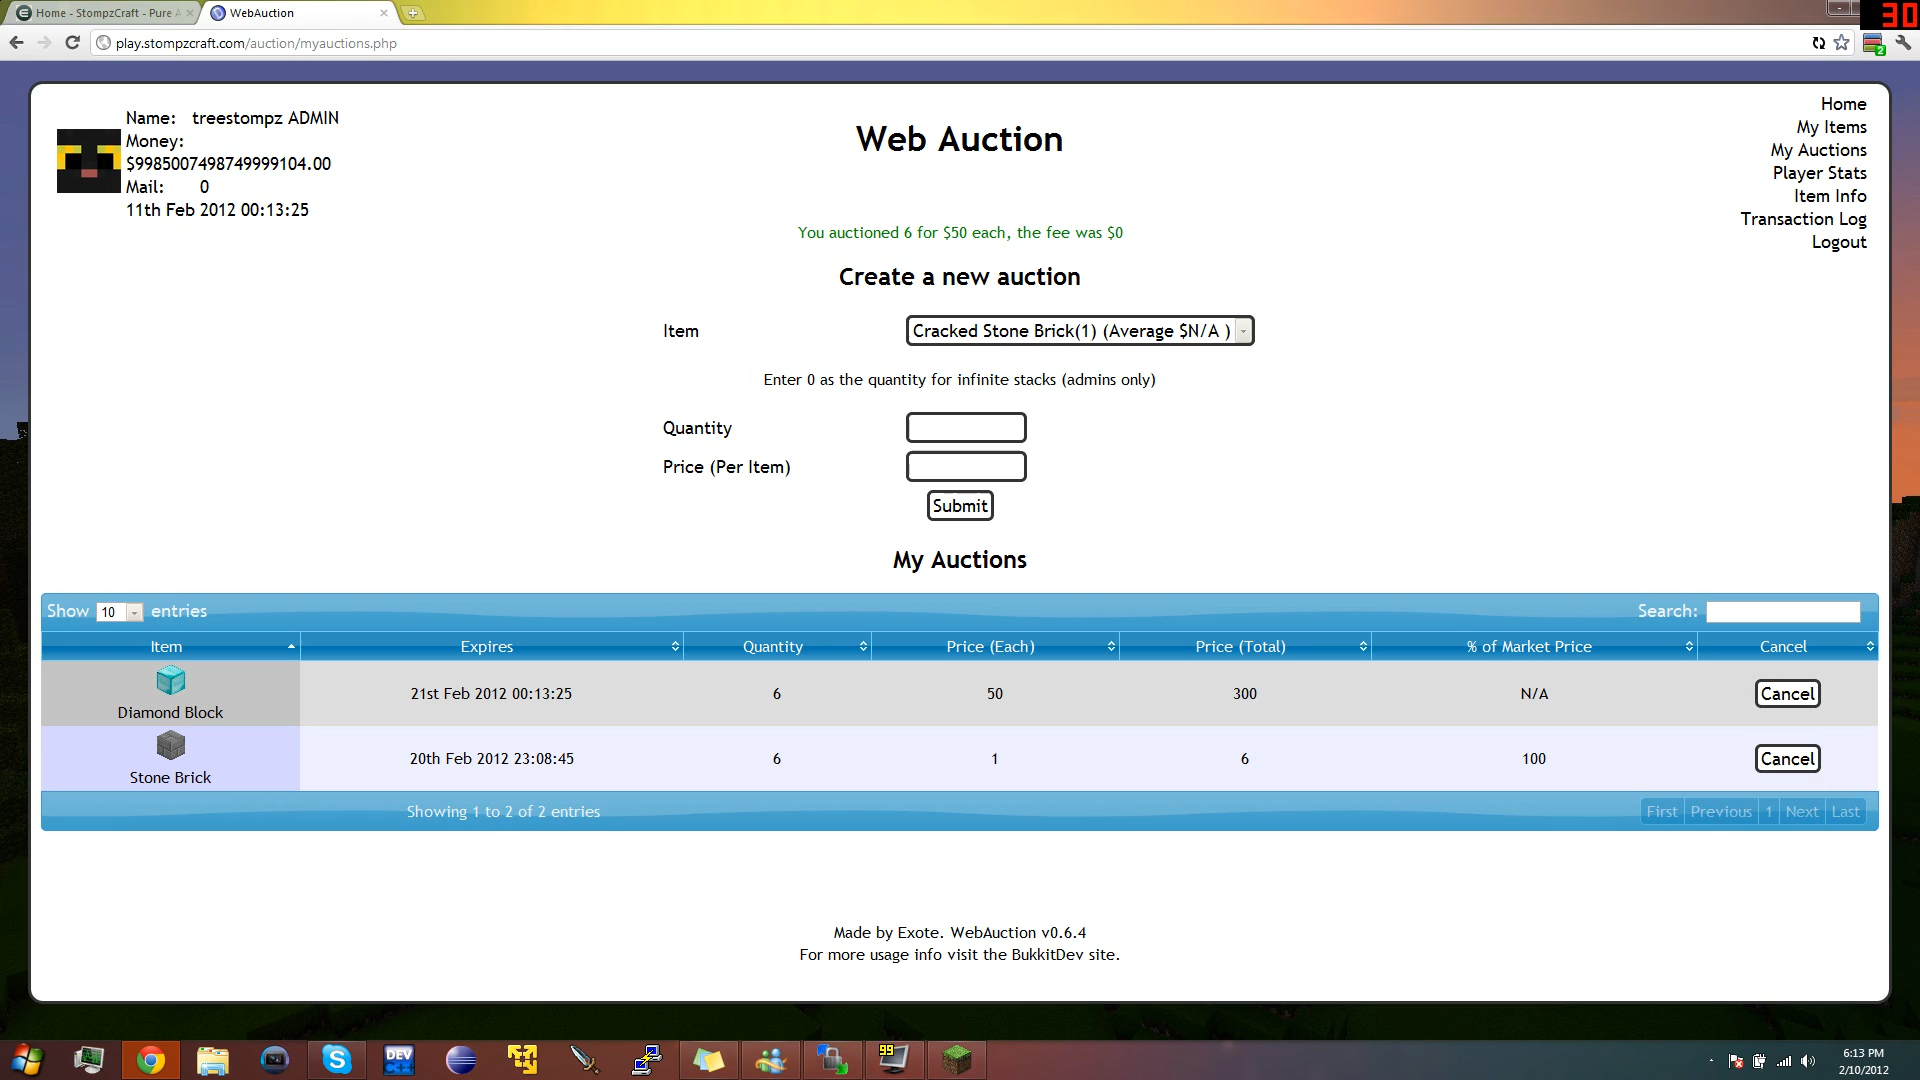 Home - StompzCraft - Pure A
WebAuction
30
play.stompzcraft.com/auction/myauctions.php
2
Name: treestompz ADMIN
Money:
$9985007498749999104.00
Mail: 0
11th Feb 2012 00:13:25
Web Auction
Home
My Items
My Auctions
Player Stats
Item Info
Transaction Log
Logout
You auctioned 6 for $50 each, the fee was $0
Create a new auction
Item Cracked Stone Brick(1) (Average $N/A )
Enter 0 as the quantity for infinite stacks (admins only)
Quantity
Price (Per Item)
Submit
My Auctions
Show 10 entries Search:
Item Expires Quantity Price (Each) Price (Total) % of Market Price Cancel
Diamond Block 21st Feb 2012 00:13:25 6 50 300 N/A Cancel
Stone Brick 20th Feb 2012 23:08:45 6 1 6 100 Cancel
Showing 1 to 2 of 2 entries First Previous 1 Next Last
Made by Exote. WebAuction v0.6.4
For more usage info visit the BukkitDev site.
DEV
C++
99
6:13 PM
2/10/2012